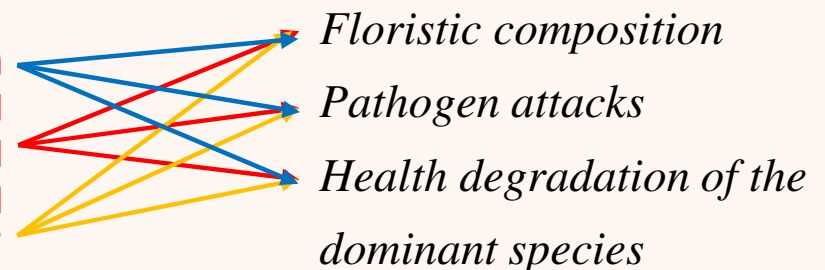 Floristic composition
Pathogen attacks
Health degradation of the
dominant species